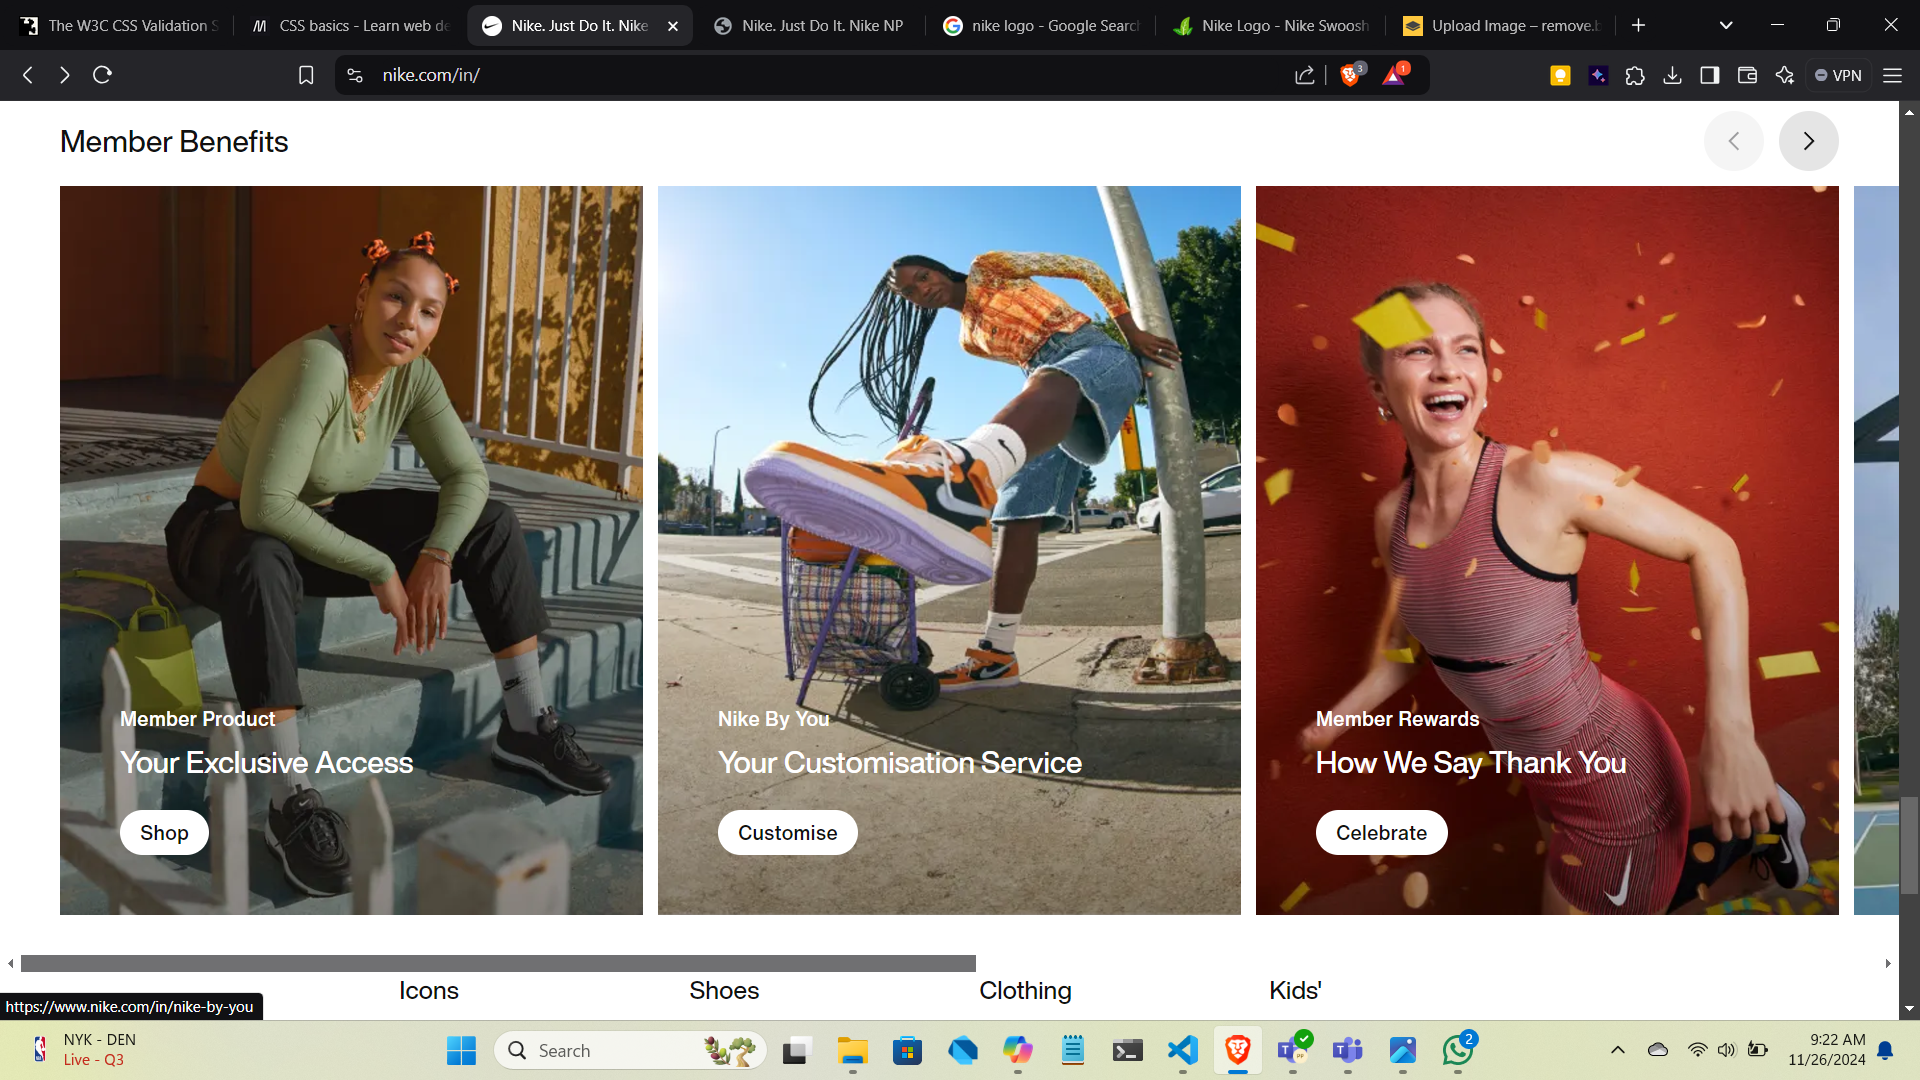 The W3C CSS Validation S
CSS basics - Learn web de
Nike. Just Do It. Nike
Nike. Just Do It. Nike NP
nike logo - Google Search
Nike Logo - Nike Swoosh
Upload Image – remove.b
nike.com/in/
3
1
VPN
Member Benefits
Member Product
Your Exclusive Access
Shop
Nike By You
Your Customisation Service
Customise
Member Rewards
How We Say Thank You
Celebrate
Icons
Shoes
Clothing
Kids'
https://www.nike.com/in/nike-by-you
NYK - DEN
Live - Q3
Search
2
9:22 AM
11/26/2024